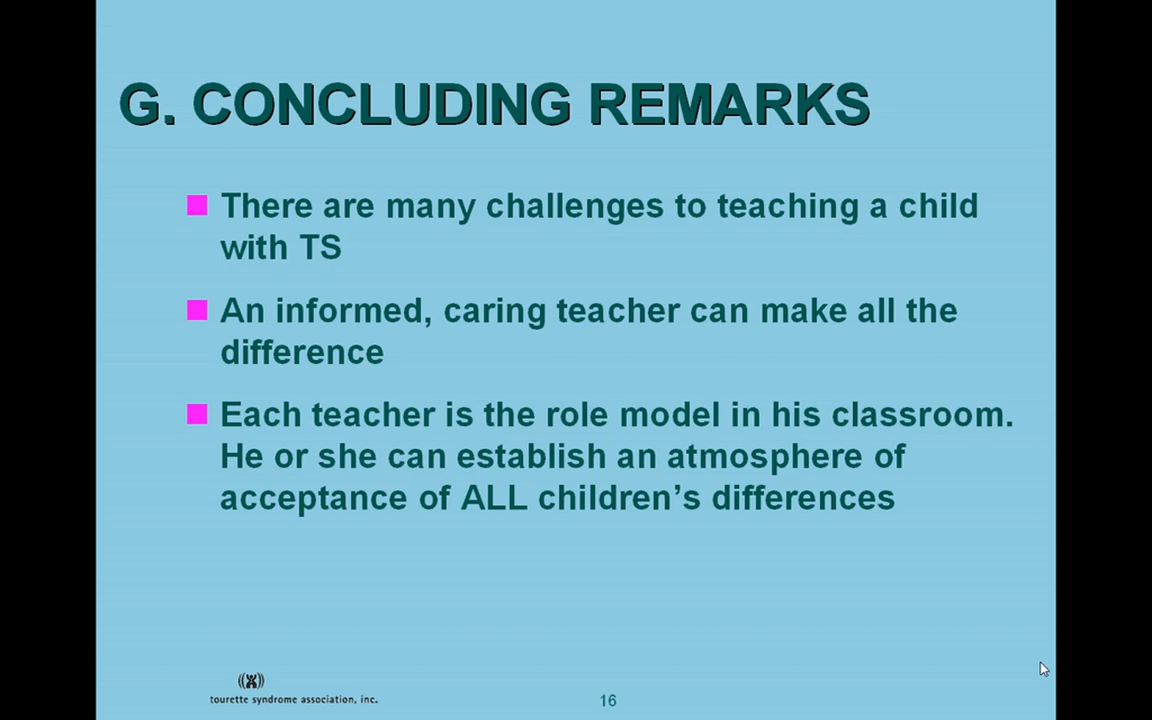 G. CONCLUDING REMARKS
There are many challenges to teaching a child
with TS
An informed, caring teacher can make all the
difference
Each teacher is the role model in his classroom.
He or she can establish an atmosphere of
acceptance of ALL children’s differences
tourette syndrome association, inc.
16